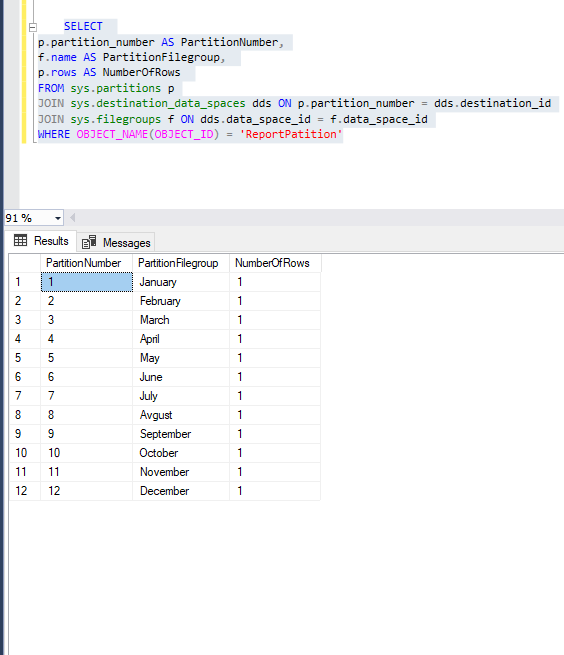 SELECT
p.partition_number AS PartitionNumber,
f.name AS PartitionFilegroup,
p.rows AS NumberOfRows
FROM sys.partitions p
JOIN sys.destination_data_spaces dds ON p.partition_number = dds.destination_id
JOIN sys.filegroups f ON dds.data_space_id = f.data_space_id
WHERE OBJECT_NAME(OBJECT_ID) = 'ReportPatition'
91 %
Results Messages
PartitionNumber PartitionFilegroup NumberOfRows
1 1 January 1
2 2 February 1
3 3 March 1
4 4 April 1
5 5 May 1
6 6 June 1
7 7 July 1
8 8 Avgust 1
9 9 September 1
10 10 October 1
11 11 November 1
12 12 December 1